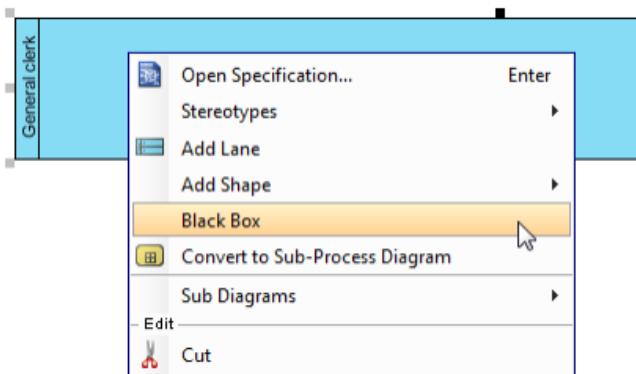 General clerk
Open Specification... Enter
Stereotypes
Add Lane
Add Shape
Black Box
Convert to Sub-Process Diagram
Sub Diagrams
Edit
Cut